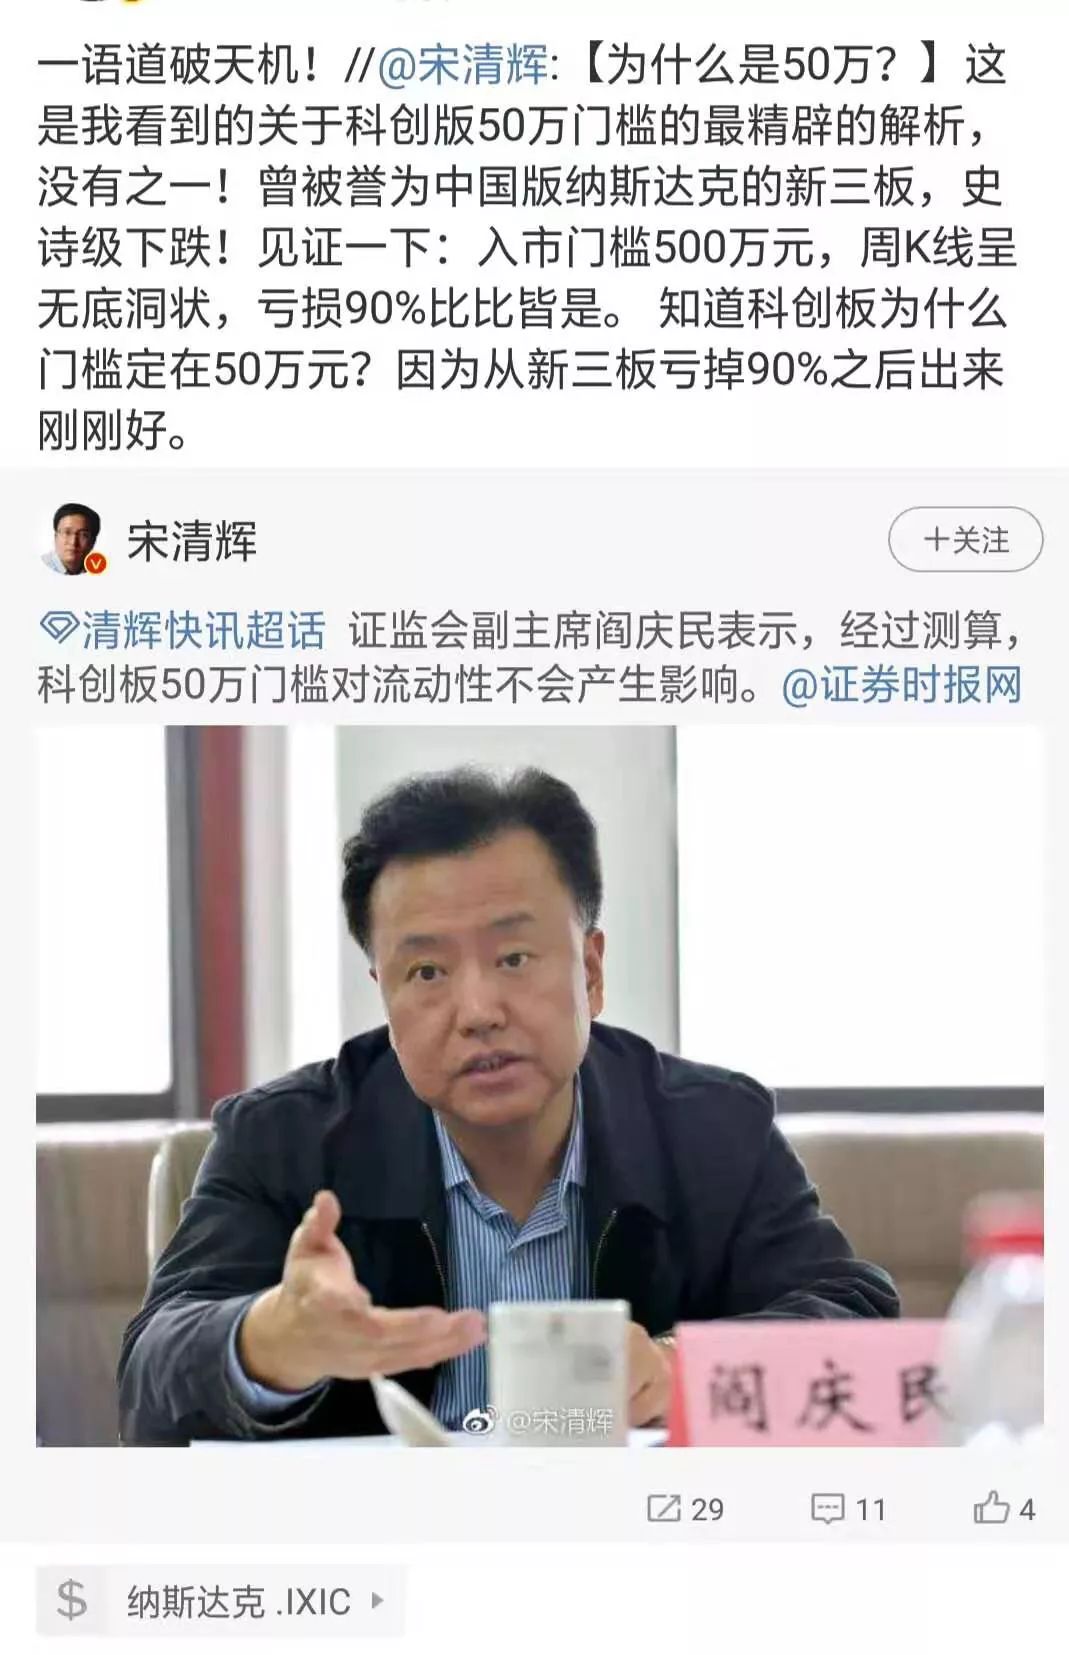 一语道破天机！//@宋清辉:【为什么是50万？】这
是我看到的关于科创版50万门槛的最精辟的解析，
没有之一！曾被誉为中国版纳斯达克的新三板，史
诗级下跌！见证一下：入市门槛500万元，周K线呈
无底洞状，亏损90%比比皆是。 知道科创板为什么
门槛定在50万元？因为从新三板亏掉90%之后出来
刚刚好。
宋清辉
+关注
清辉快讯超话 证监会副主席阎庆民表示，经过测算，
科创板50万门槛对流动性不会产生影响。@证券时报网
阎庆民
@宋清辉
29
11
4
$ 纳斯达克 .IXIC